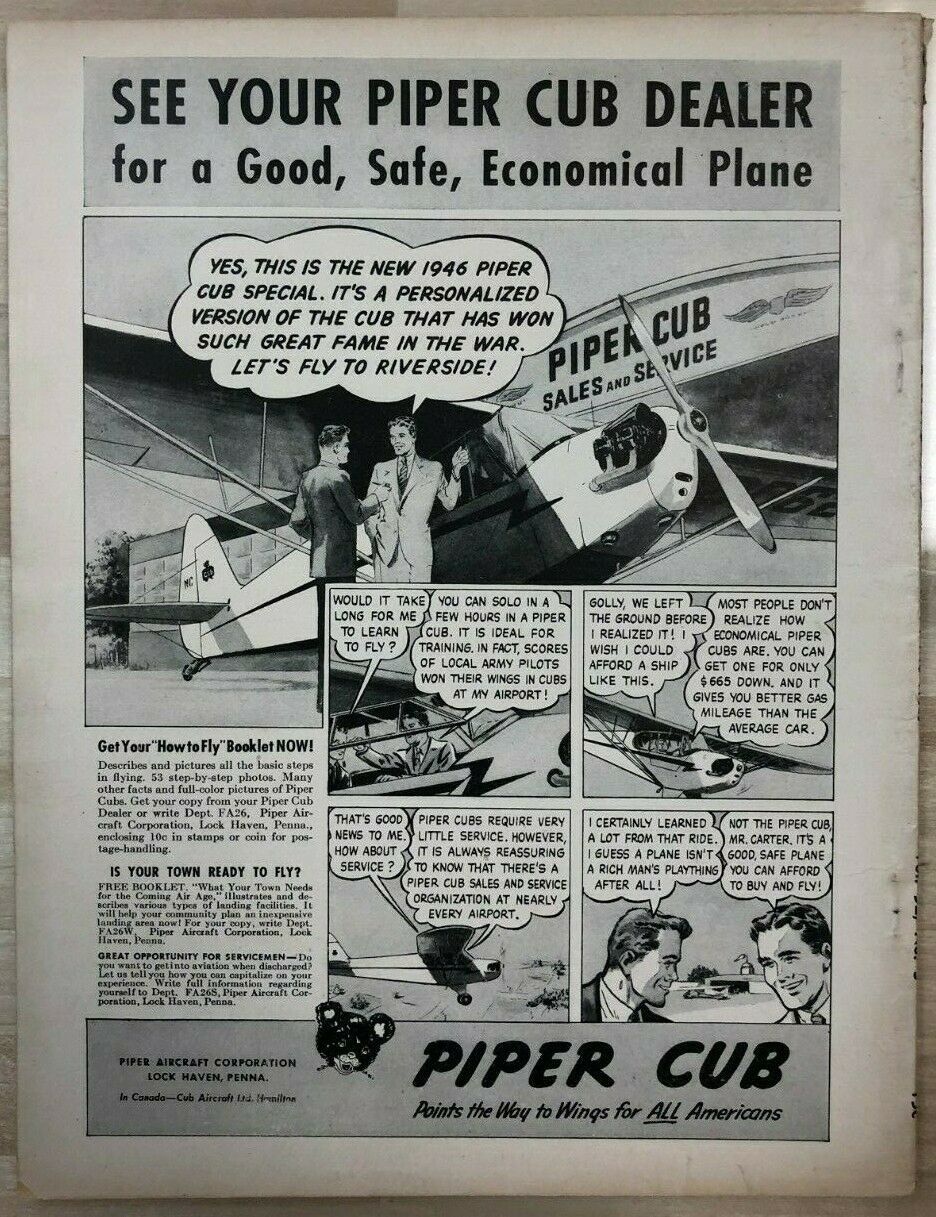 SEE YOUR PIPER CUB DEALER
for a Good, Safe, Economical Plane
YES, THIS IS THE NEW 1946 PIPER
CUB SPECIAL. IT'S A PERSONALIZED
VERSION OF THE CUB THAT HAS WON
SUCH GREAT FAME IN THE WAR.
LET'S FLY TO RIVERSIDE!
PIPER CUB
SALES AND SERVICE
NC
WOULD IT TAKE
LONG FOR ME
TO LEARN
TO FLY?
YOU CAN SOLO IN A
FEW HOURS IN A PIPER
CUB. IT IS IDEAL FOR
TRAINING. IN FACT, SCORES
OF LOCAL ARMY PILOTS
WON THEIR WINGS IN CUBS
AT MY AIRPORT!
GOLLY, WE LEFT
THE GROUND BEFORE
I REALIZED IT! I
WISH I COULD
AFFORD A SHIP
LIKE THIS.
MOST PEOPLE DON'T
REALIZE HOW
ECONOMICAL PIPER
CUBS ARE. YOU CAN
GET ONE FOR ONLY
$665 DOWN. AND IT
GIVES YOU BETTER GAS
MILEAGE THAN THE
AVERAGE CAR.
Get Your "How to Fly" Booklet NOW!
Describes and pictures all the basic steps
in flying. 53 step-by-step photos. Many
other facts and full-color pictures of Piper
Cubs. Get your copy from your Piper Cub
Dealer or write Dept. FA26, Piper Air-
craft Corporation, Lock Haven, Penna.,
enclosing 10c in stamps or coin for pos-
tage-handling.
IS YOUR TOWN READY TO FLY?
FREE BOOKLET. "What Your Town Needs
for the Coming Air Age," illustrates and de-
scribes various types of landing facilities. It
will help your community plan an inexpensive
landing area now! For your copy, write Dept.
FA26W, Piper Aircraft Corporation, Lock
Haven, Penna.
GREAT OPPORTUNITY FOR SERVICEMEN—Do
you want to get into aviation when discharged?
Let us tell you how you can capitalize on your
experience. Write full information regarding
yourself to Dept. FA26S, Piper Aircraft Cor-
poration, Lock Haven, Penna.
THAT'S GOOD
NEWS TO ME.
HOW ABOUT
SERVICE?
PIPER CUBS REQUIRE VERY
LITTLE SERVICE. HOWEVER,
IT IS ALWAYS REASSURING
TO KNOW THAT THERE'S A
PIPER CUB SALES AND SERVICE
ORGANIZATION AT NEARLY
EVERY AIRPORT.
I CERTAINLY LEARNED
A LOT FROM THAT RIDE.
I GUESS A PLANE ISN'T
A RICH MAN'S PLAYTHING
AFTER ALL!
NOT THE PIPER CUB,
MR. CARTER. IT'S A
GOOD, SAFE PLANE
YOU CAN AFFORD
TO BUY AND FLY!
PIPER AIRCRAFT CORPORATION
LOCK HAVEN, PENNA.
In Canada—Cub Aircraft Ltd. Hamilton
PIPER CUB
Points the Way to Wings for ALL Americans